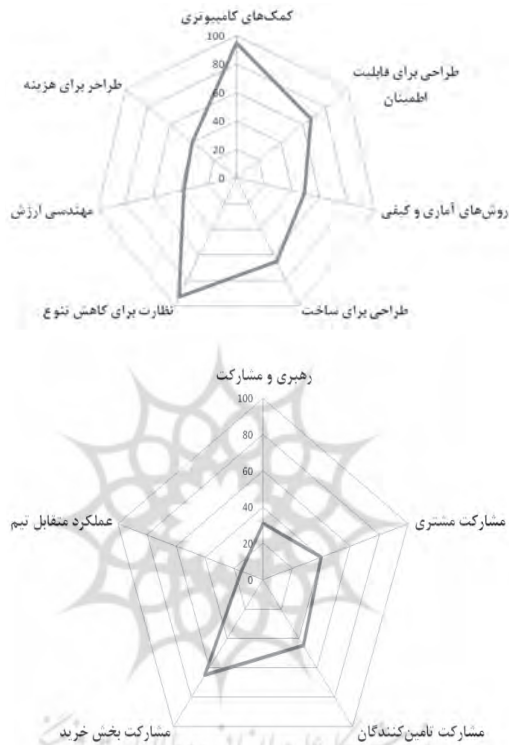 کمک‌های کامپیوتری
100
80
60
40
20
0
طراحی برای قابلیت
اطمینان
طراحر برای هزینه
روش‌های آماری و کیفی
مهندسی ارزش
طراحی برای ساخت
نظارت برای کاهش تنوع
رهبری و مشارکت
100
80
60
40
20
0
مشارکت مشتری
عملکرد متقابل تیم
مشارکت تامین‌کنندگان
مشارکت بخش خرید